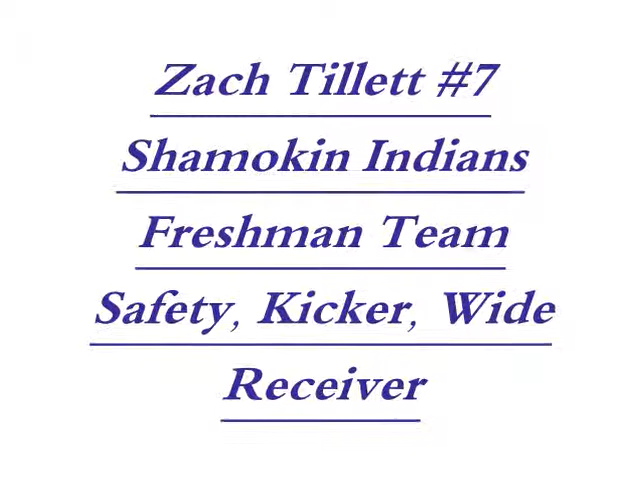 Zach Tillett #7
Shamokin Indians
Freshman Team
Safety, Kicker, Wide
Receiver